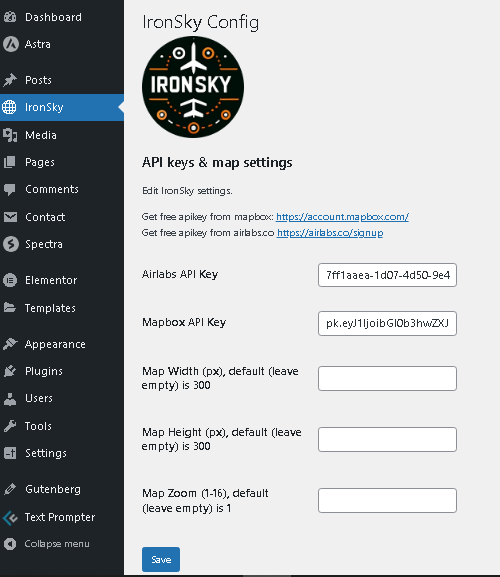 Dashboard
Astra
Posts
IronSky
Media
Pages
Comments
Contact
Spectra
Elementor
Templates
Appearance
Plugins
Users
Tools
Settings
Gutenberg
Text Prompter
Collapse menu
IronSky Config
IRONSKY
API keys & map settings
Edit IronSky settings.
Get free apikey from mapbox: https://account.mapbox.com/
Get free apikey from airlabs.co https://airlabs.co/signup
Airlabs API Key
7ff1aaea-1d07-4d50-9e4
Mapbox API Key
pk.eyJ1IjoibGl0b3hwZXJ
Map Width (px), default (leave
empty) is 300
Map Height (px), default (leave
empty) is 300
Map Zoom (1-16), default
(leave empty) is 1
Save